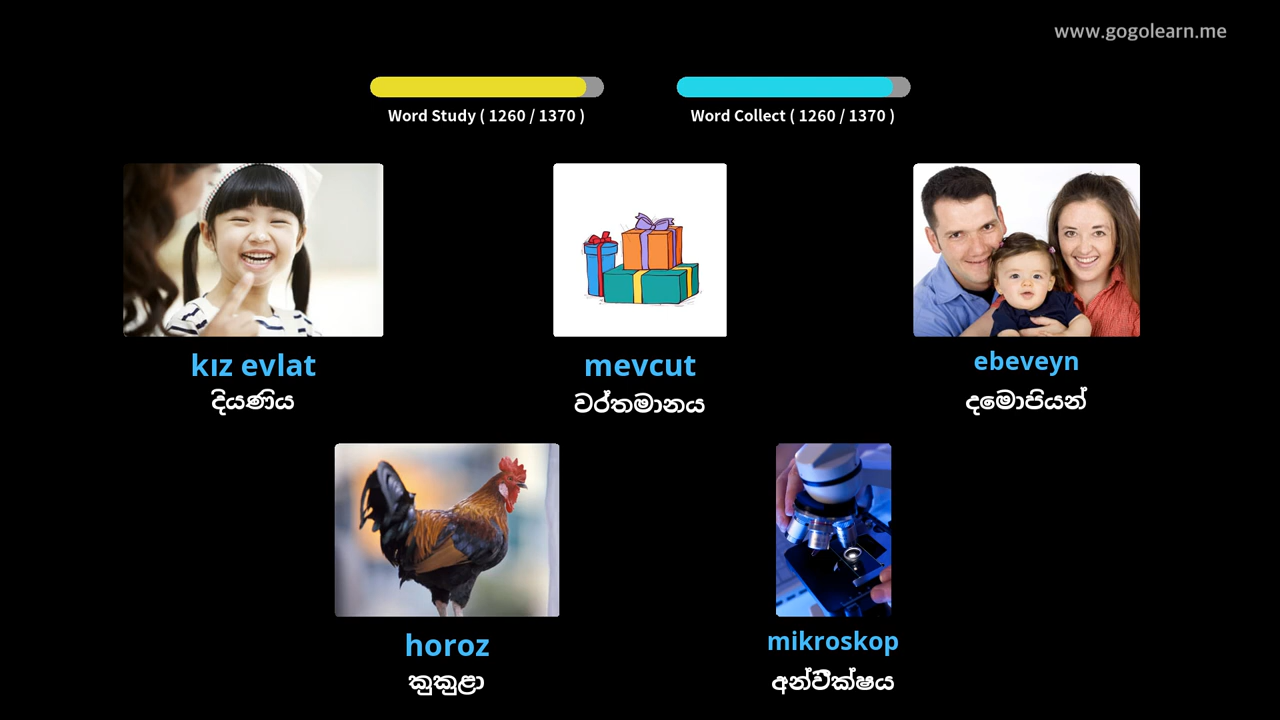 www.gogolearn.me
Word Study ( 1260 / 1370 )
Word Collect ( 1260 / 1370 )
kız evlat
දියණිය
mevcut
වර්තමානය
ebeveyn
දෙමාපියන්
horoz
කුකුළා
mikroskop
අන්වීක්ෂය